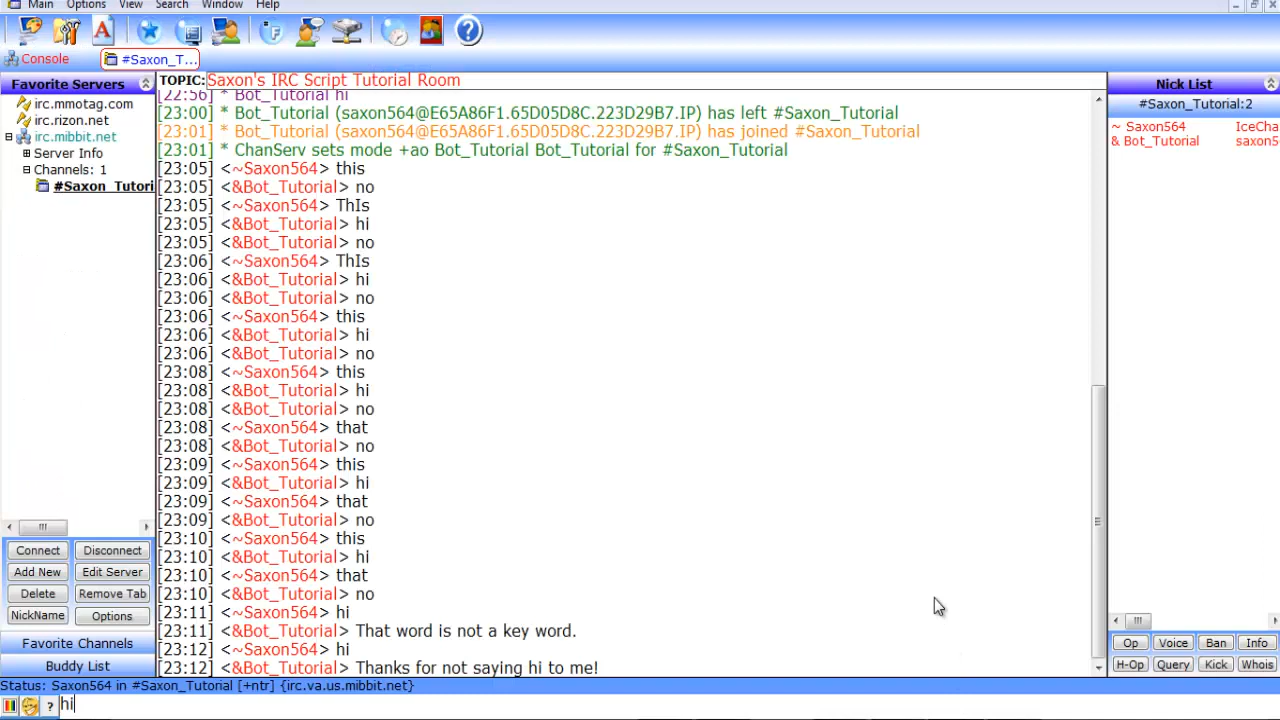 Main Options View Search Window Help
Console #Saxon_T...
Favorite Servers
irc.mmotag.com
irc.rizon.net
irc.mibbit.net
Server Info
Channels: 1
#Saxon_Tutori
Connect Disconnect
Add New Edit Server
Delete Remove Tab
NickName Options
Favorite Channels
Buddy List
TOPIC:Saxon's IRC Script Tutorial Room
[22:56] * Bot_Tutorial hi
[23:00] * Bot_Tutorial (saxon564@E65A86F1.65D05D8C.223D29B7.IP) has left #Saxon_Tutorial
[23:01] * Bot_Tutorial (saxon564@E65A86F1.65D05D8C.223D29B7.IP) has joined #Saxon_Tutorial
[23:01] * ChanServ sets mode +ao Bot_Tutorial Bot_Tutorial for #Saxon_Tutorial
[23:05] <~Saxon564> this
[23:05] <&Bot_Tutorial> no
[23:05] <~Saxon564> ThIs
[23:05] <&Bot_Tutorial> hi
[23:05] <&Bot_Tutorial> no
[23:06] <~Saxon564> ThIs
[23:06] <&Bot_Tutorial> hi
[23:06] <&Bot_Tutorial> no
[23:06] <~Saxon564> this
[23:06] <&Bot_Tutorial> hi
[23:06] <&Bot_Tutorial> no
[23:08] <~Saxon564> this
[23:08] <&Bot_Tutorial> hi
[23:08] <&Bot_Tutorial> no
[23:08] <~Saxon564> that
[23:08] <&Bot_Tutorial> no
[23:09] <~Saxon564> this
[23:09] <&Bot_Tutorial> hi
[23:09] <~Saxon564> that
[23:09] <&Bot_Tutorial> no
[23:10] <~Saxon564> this
[23:10] <&Bot_Tutorial> hi
[23:10] <~Saxon564> that
[23:10] <&Bot_Tutorial> no
[23:11] <~Saxon564> hi
[23:11] <&Bot_Tutorial> That word is not a key word.
[23:12] <~Saxon564> hi
[23:12] <&Bot_Tutorial> Thanks for not saying hi to me!
Nick List
#Saxon_Tutorial:2
~ Saxon564 IceCha
& Bot_Tutorial saxon5
Op Voice Ban Info
H-Op Query Kick Whois
Status: Saxon564 in #Saxon_Tutorial [+ntr] {irc.va.us.mibbit.net}
? hi